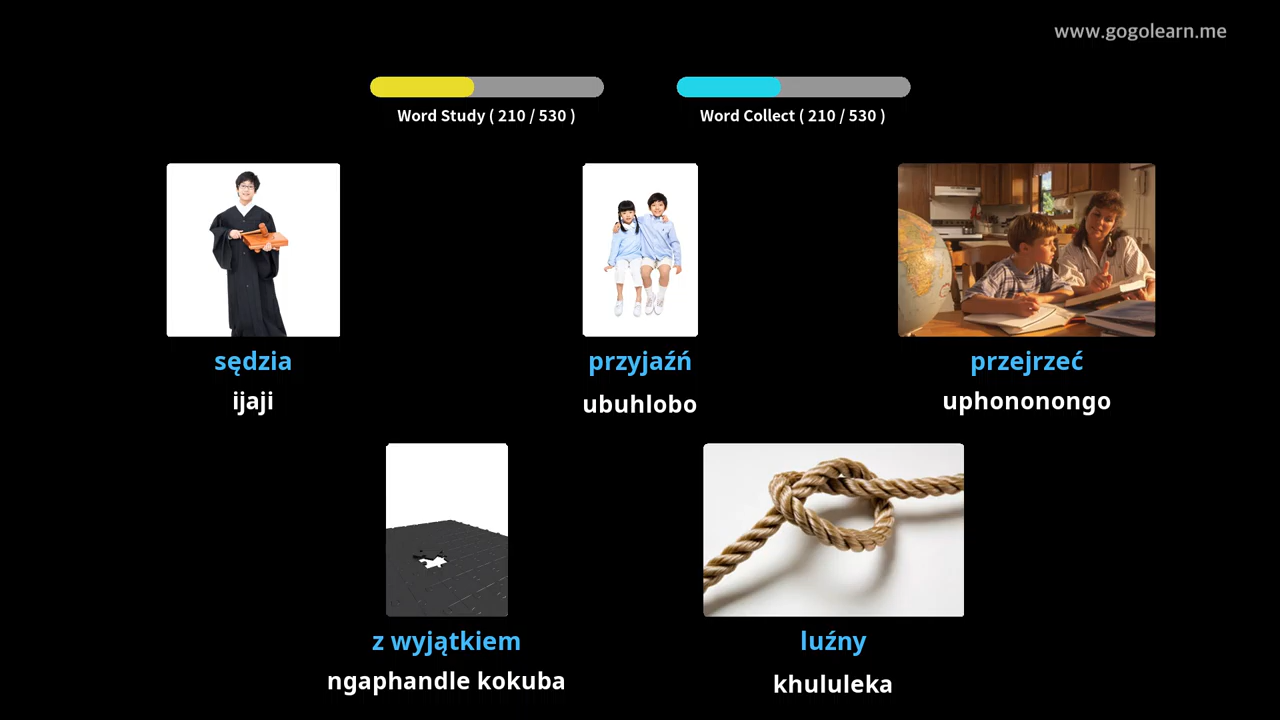 www.gogolearn.me
Word Study ( 210 / 530 )
Word Collect ( 210 / 530 )
sędzia
ijaji
przyjaźń
ubuhlobo
przejrzeć
uphononongo
z wyjątkiem
ngaphandle kokuba
luźny
khululeka